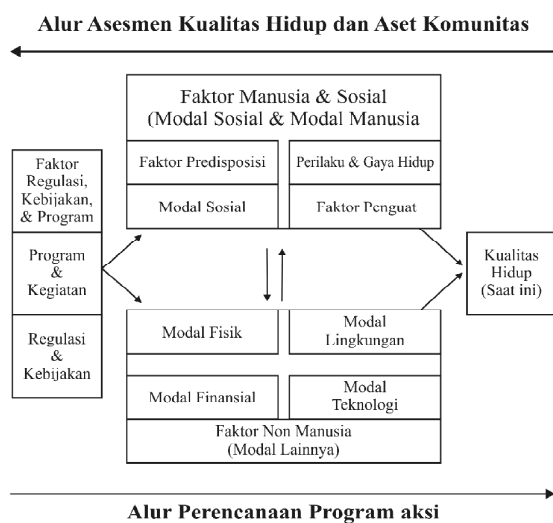 Alur Asesmen Kualitas Hidup dan Aset Komunitas
Faktor Manusia & Sosial
(Modal Sosial & Modal Manusia
Faktor Predisposisi
Perilaku & Gaya Hidup
Modal Sosial
Faktor Penguat
Faktor
Regulasi,
Kebijakan,
& Program
Program
&
Kegiatan
Regulasi
&
Kebijakan
Kualitas
Hidup
(Saat ini)
Modal Fisik
Modal
Lingkungan
Modal Finansial
Modal
Teknologi
Faktor Non Manusia
(Modal Lainnya)
Alur Perencanaan Program aksi